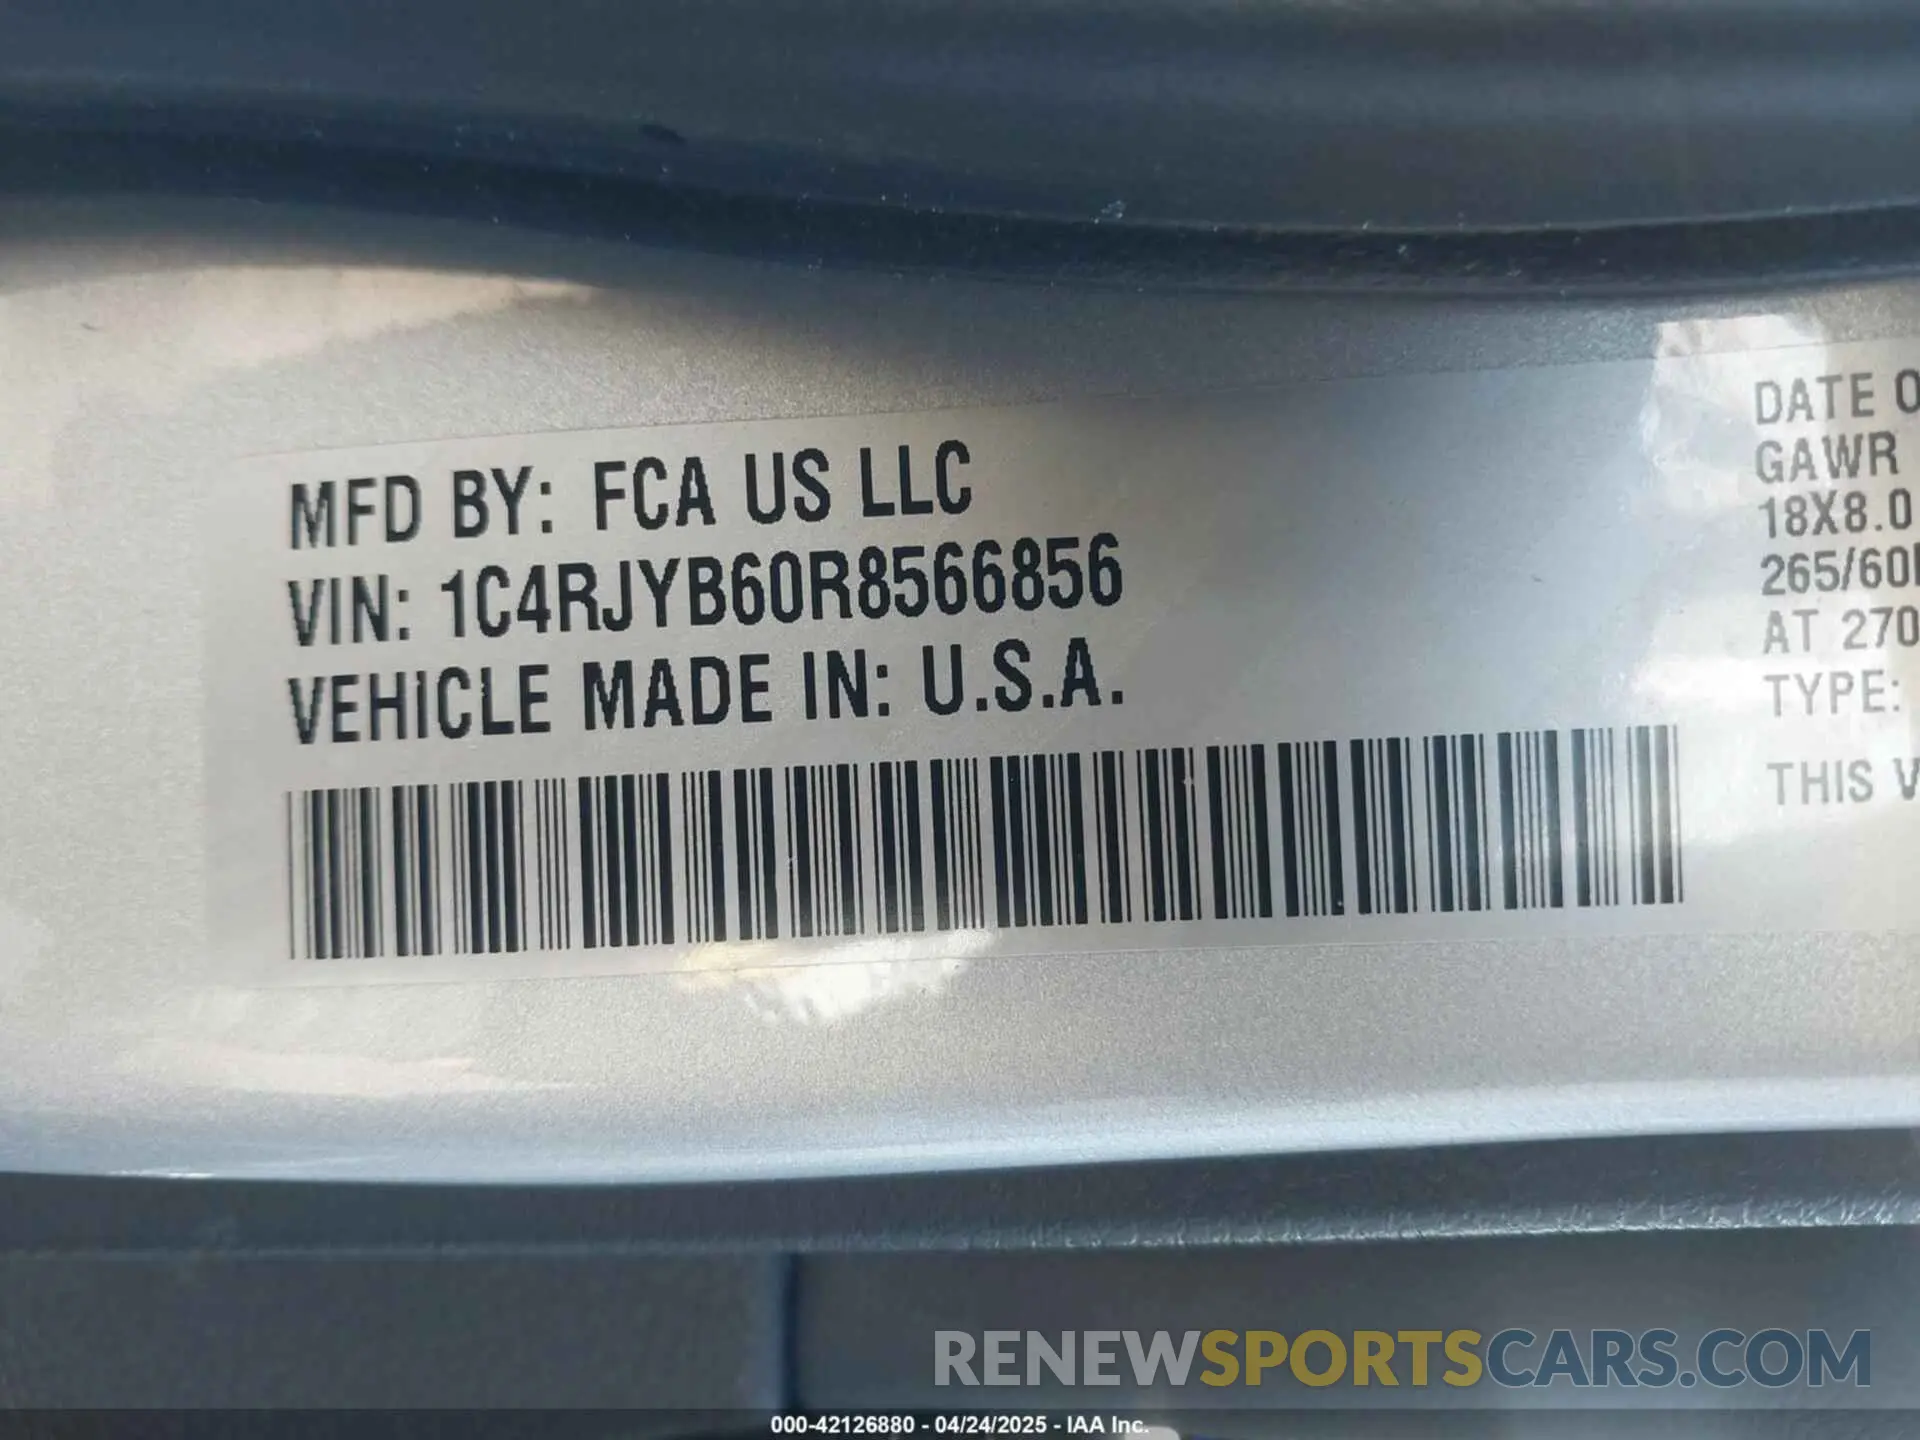 MFD BY: FCA US LLC
VIN: 1C4RJYB60R8566856
VEHICLE MADE IN: U.S.A.
DATE O
GAWR
18X8.0
265/60
AT 270
TYPE:
THIS V
RENEWSPORTSCARS.COM
000-42126880 - 04/24/2025 - IAA Inc.